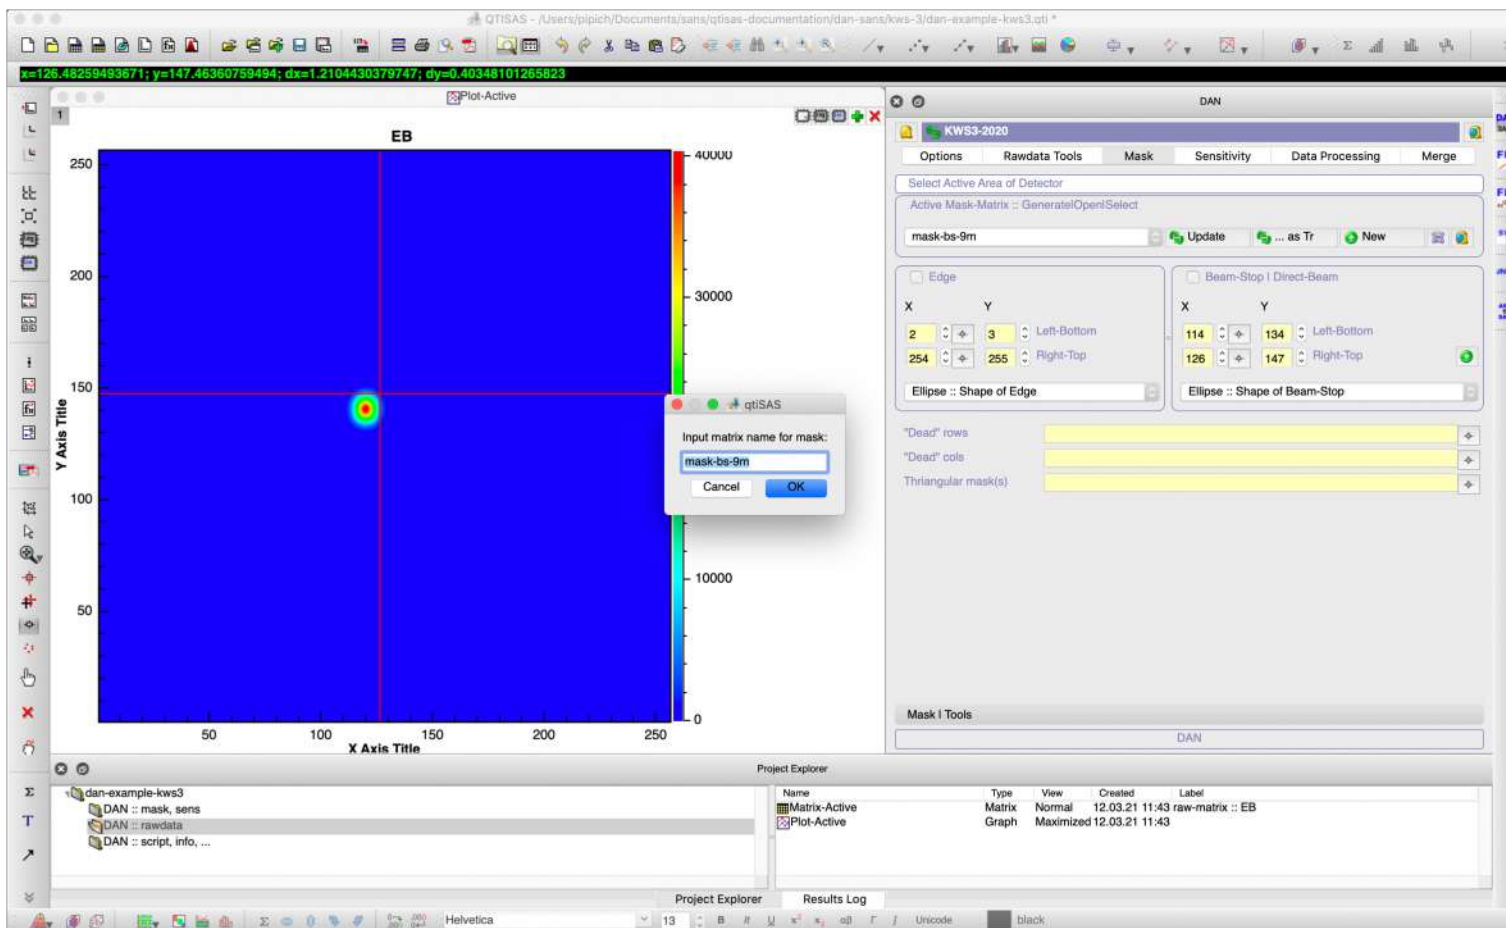 QTISAS - /Users/pipich/Documents/sans/qtisas-documentation/dan-sans/kws-3/dan-example-kws3.qti *
x=126.48259493671; y=147.46360759494; dx=1.2104430379747; dy=0.40348101265823
Plot-Active
1
EB
250
200
150
100
50
Y Axis Title
50 100 150 200 250
X Axis Title
40000
30000
10000
0
qtiSAS
Input matrix name for mask:
mask-bs-9m
Cancel OK
DAN
KWS3-2020
Options Rawdata Tools Mask Sensitivity Data Processing Merge
Select Active Area of Detector
Active Mask-Matrix :: Generate|Open|Select
mask-bs-9m Update ... as Tr New
Edge
X Y
2 3 Left-Bottom
254 255 Right-Top
Ellipse :: Shape of Edge
Beam-Stop | Direct-Beam
X Y
114 134 Left-Bottom
126 147 Right-Top
Ellipse :: Shape of Beam-Stop
"Dead" rows
"Dead" cols
Thriangular mask(s)
Mask | Tools
DAN
Project Explorer
dan-example-kws3
DAN :: mask, sens
DAN :: rawdata
DAN :: script, info, ...
Name Type View Created Label
Matrix-Active Matrix Normal 12.03.21 11:43 raw-matrix :: EB
Plot-Active Graph Maximized 12.03.21 11:43
Project Explorer Results Log
Helvetica 13 B It U x² x₂ αβ Γ ∫ Unicode black